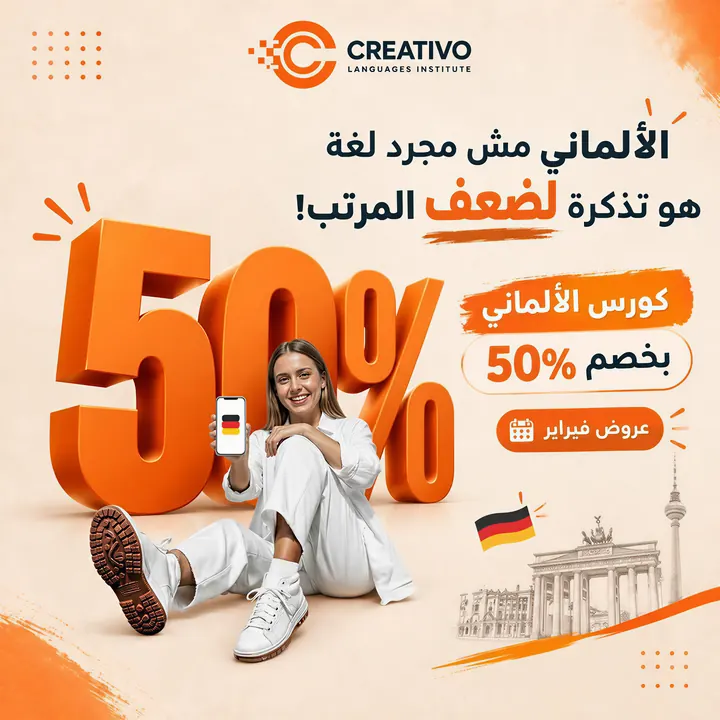 CREATIVO
LANGUAGES INSTITUTE
الألماني مش مجرد لغة
هو تذكرة لضعف المرتب!
50%
كورس الألماني
بخصم 50%
عروض فبراير